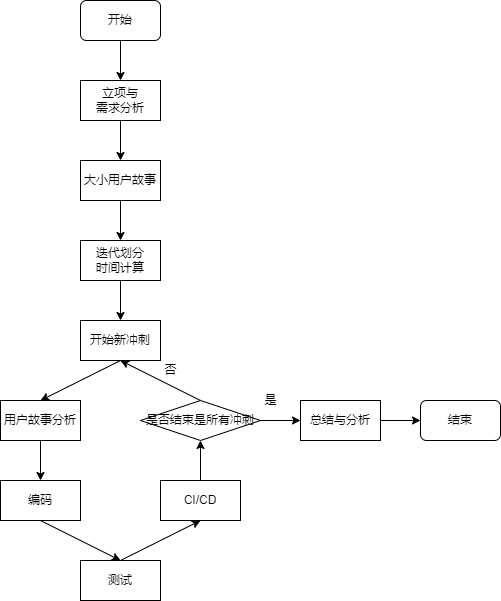 开始
立项与
需求分析
大小用户故事
迭代划分
时间计算
开始新冲刺
否
是
用户故事分析
是否结束是所有冲刺
总结与分析
结束
编码
CI/CD
测试